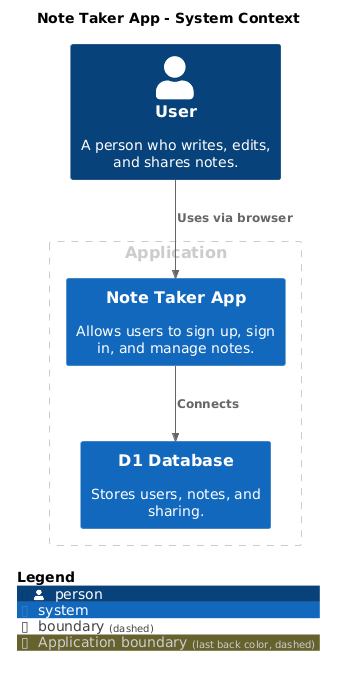 Note Taker App - System Context
User
A person who writes, edits,
and shares notes.
Uses via browser
Application
Note Taker App
Allows users to sign up, sign
in, and manage notes.
Connects
D1 Database
Stores users, notes, and
sharing.
Legend
person
system
boundary (dashed)
Application boundary (last back color, dashed)